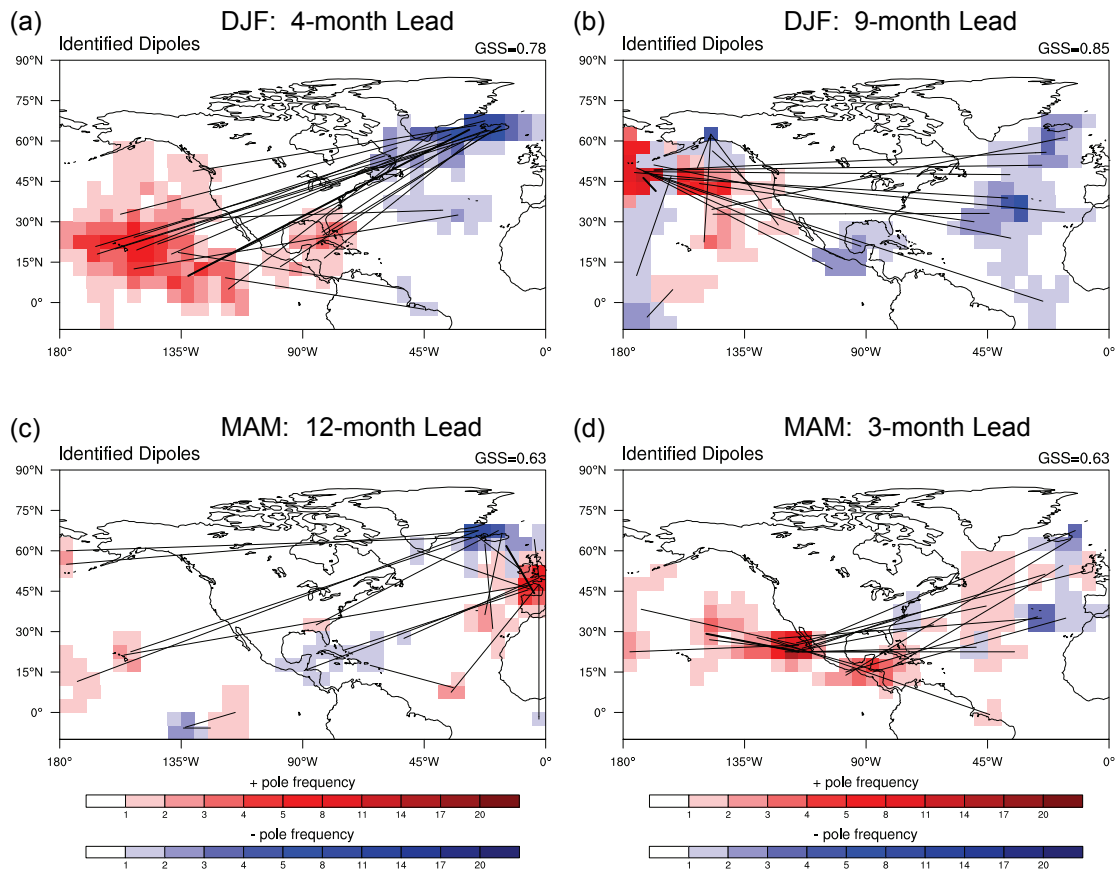 (a) DJF: 4-month Lead
Identified Dipoles GSS=0.78
90°N
75°N
60°N
45°N
30°N
15°N
0°
180° 135°W 90°W 45°W 0°
(b) DJF: 9-month Lead
Identified Dipoles GSS=0.85
90°N
75°N
60°N
45°N
30°N
15°N
0°
180° 135°W 90°W 45°W 0°
(c) MAM: 12-month Lead
Identified Dipoles GSS=0.63
90°N
75°N
60°N
45°N
30°N
15°N
0°
180° 135°W 90°W 45°W 0°
+ pole frequency
1 2 3 4 5 8 11 14 17 20
- pole frequency
1 2 3 4 5 8 11 14 17 20
(d) MAM: 3-month Lead
Identified Dipoles GSS=0.63
90°N
75°N
60°N
45°N
30°N
15°N
0°
180° 135°W 90°W 45°W 0°
+ pole frequency
1 2 3 4 5 8 11 14 17 20
- pole frequency
1 2 3 4 5 8 11 14 17 20